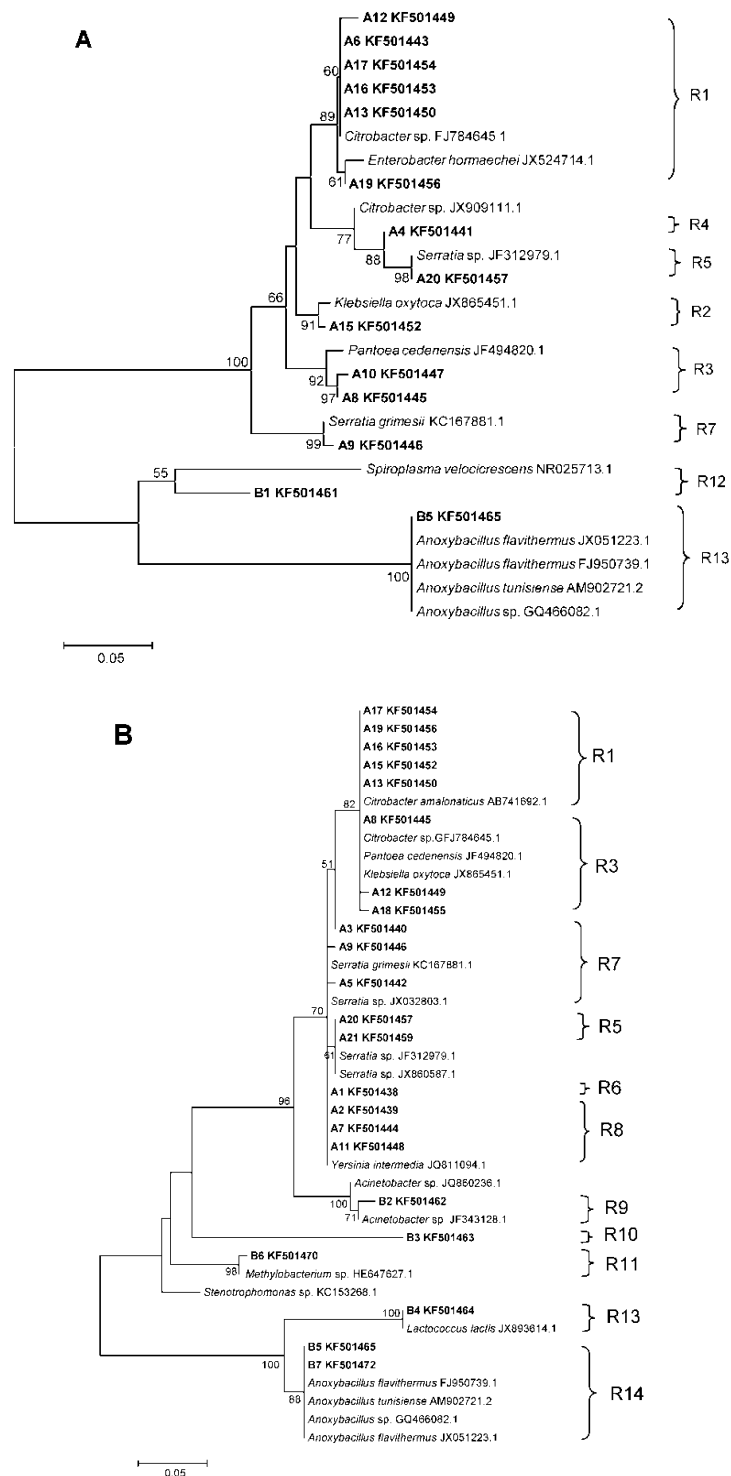 A
A12 KF501449
A6 KF501443
A17 KF501454
60
A16 KF501453
R1
A13 KF501450
89
Citrobacter sp. FJ784645 1
Enterobacter hormaechei JX524714.1
61
A19 KF501456
Citrobacter sp. JX909111.1
77
A4 KF501441
R4
88
Serratia sp. JF312979.1
R5
98
A20 KF501457
66
Klebsiella oxytoca JX865451.1
R2
91
A15 KF501452
100
Pantoea cedenensis JF494820.1
92
A10 KF501447
R3
97
A8 KF501445
Serratia grimesii KC167881.1
R7
99
A9 KF501446
55
Spiroplasma velocicrescens NR025713.1
R12
B1 KF501461
B5 KF501465
Anoxybacillus flavithermus JX051223.1
R13
Anoxybacillus flavithermus FJ950739.1
100
Anoxybacillus tunisiense AM902721.2
Anoxybacillus sp. GQ466082.1
0.05
B
A17 KF501454
A19 KF501456
A16 KF501453
R1
A15 KF501452
A13 KF501450
82
Citrobacter amalonaticus AB741692.1
A8 KF501445
Citrobacter sp.GFJ784645.1
51
Pantoea cedenensis JF494820.1
R3
Klebsiella oxytoca JX865451.1
A12 KF501449
A18 KF501455
A3 KF501440
A9 KF501446
Serratia grimesii KC167881.1
R7
A5 KF501442
Serratia sp. JX032803.1
70
A20 KF501457
R5
A21 KF501459
61
Serratia sp. JF312979.1
Serratia sp. JX860587.1
A1 KF501438
R6
96
A2 KF501439
A7 KF501444
R8
A11 KF501448
Yersinia intermedia JQ811094.1
Acinetobacter sp. JQ860236.1
100
B2 KF501462
R9
71
Acinetobacter sp JF343128.1
B3 KF501463
R10
B6 KF501470
R11
98
Methylobacterium sp. HE647627.1
Stenotrophomonas sp. KC153268.1
100
B4 KF501464
R13
Lactococcus lactis JX893614.1
B5 KF501465
100
B7 KF501472
Anoxybacillus flavithermus FJ950739.1
88
Anoxybacillus tunisiense AM902721.2
R14
Anoxybacillus sp. GQ466082.1
Anoxybacillus flavithermus JX051223.1
0.05